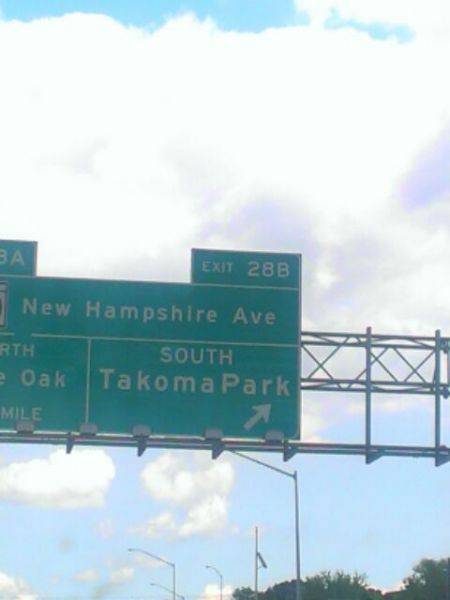 8A
EXIT 28B
New Hampshire Ave
RTH
e Oak
MILE
SOUTH
Takoma Park